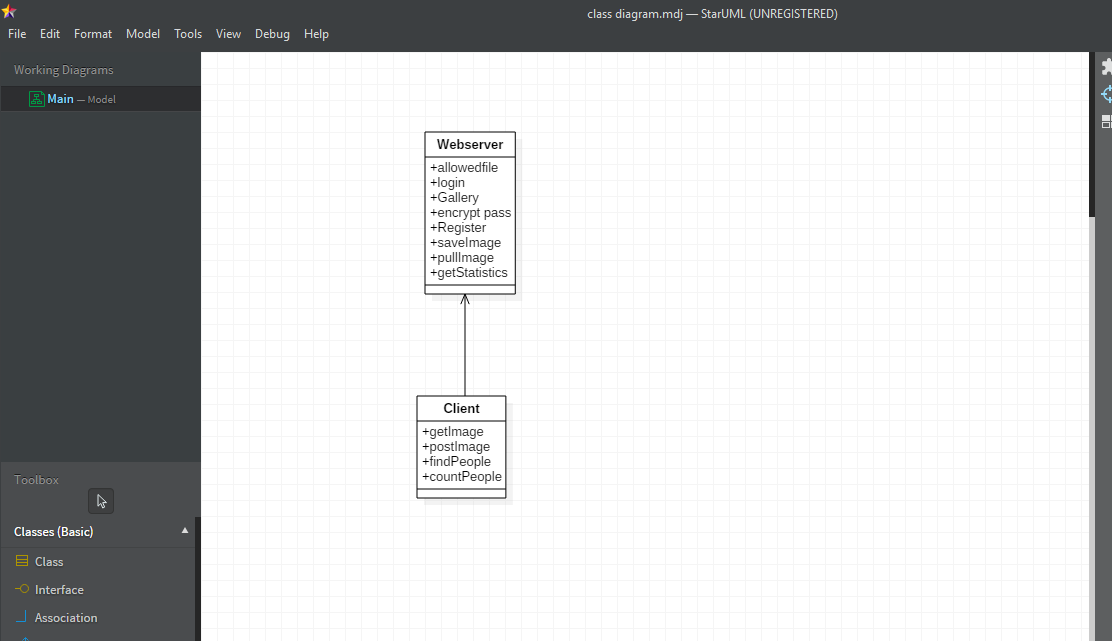 class diagram.mdj — StarUML (UNREGISTERED)
File Edit Format Model Tools View Debug Help
Working Diagrams
Main — Model
Webserver
+allowedfile
+login
+Gallery
+encrypt pass
+Register
+saveImage
+pullImage
+getStatistics
Client
+getImage
+postImage
+findPeople
+countPeople
Toolbox
Classes (Basic)
Class
Interface
Association